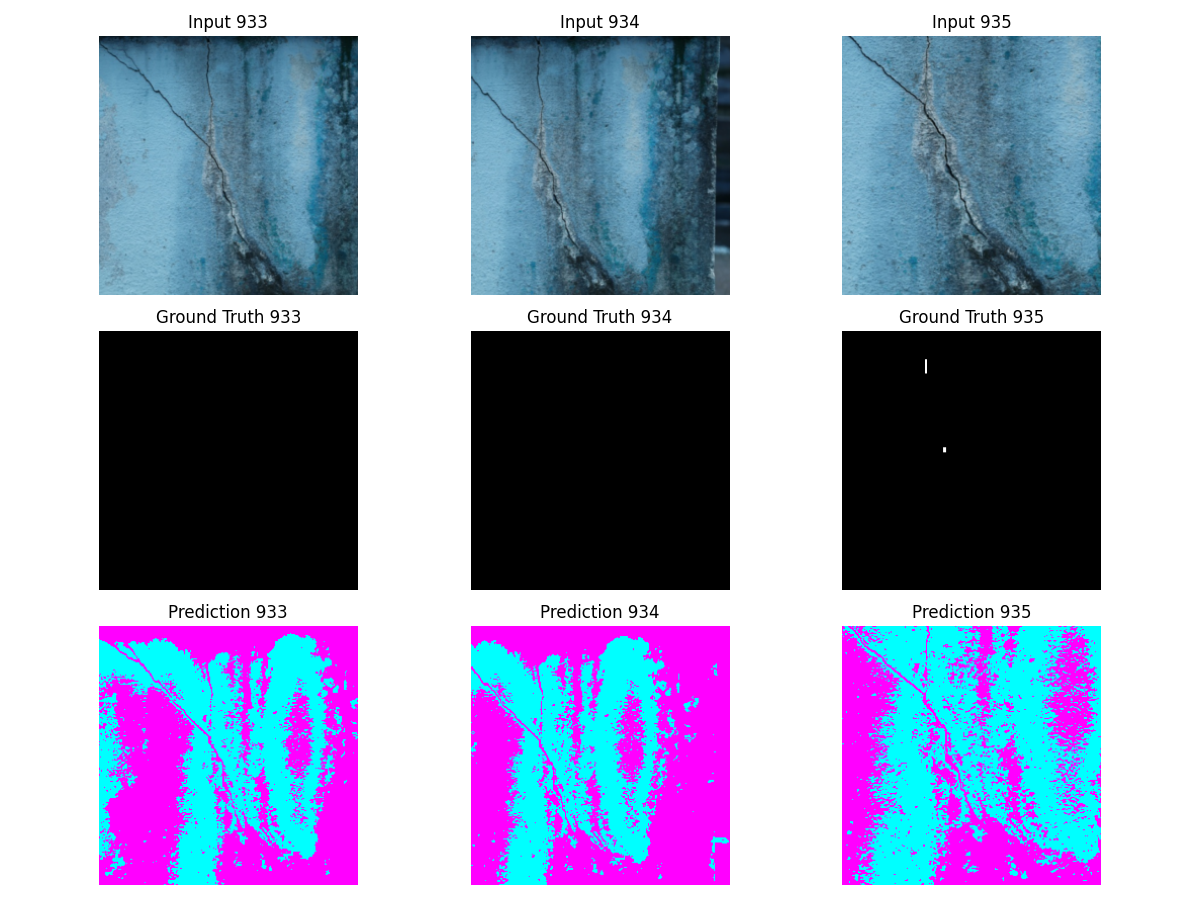 Input 933
Input 934
Input 935
Ground Truth 933
Ground Truth 934
Ground Truth 935
Prediction 933
Prediction 934
Prediction 935